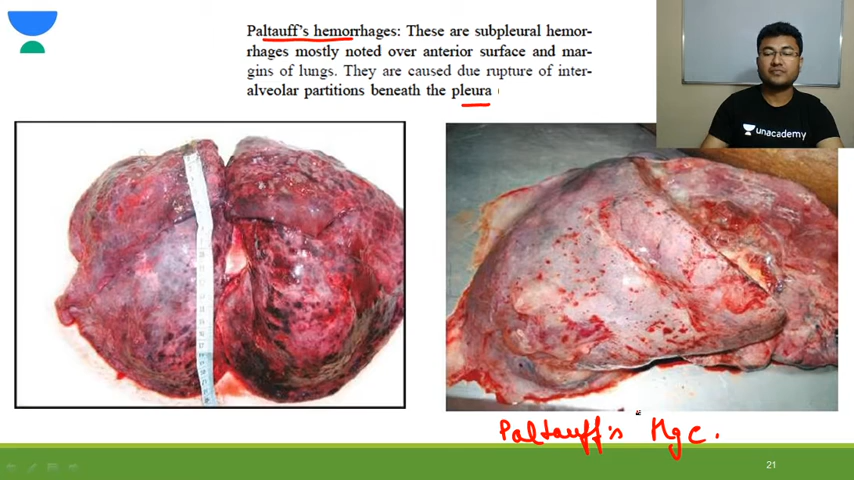 Paltauff's hemorrhages: These are subpleural hemor-
rhages mostly noted over anterior surface and mar-
gins of lungs. They are caused due rupture of inter-
alveolar partitions beneath the pleura (
unacademy
Paltauff's Hge.
21